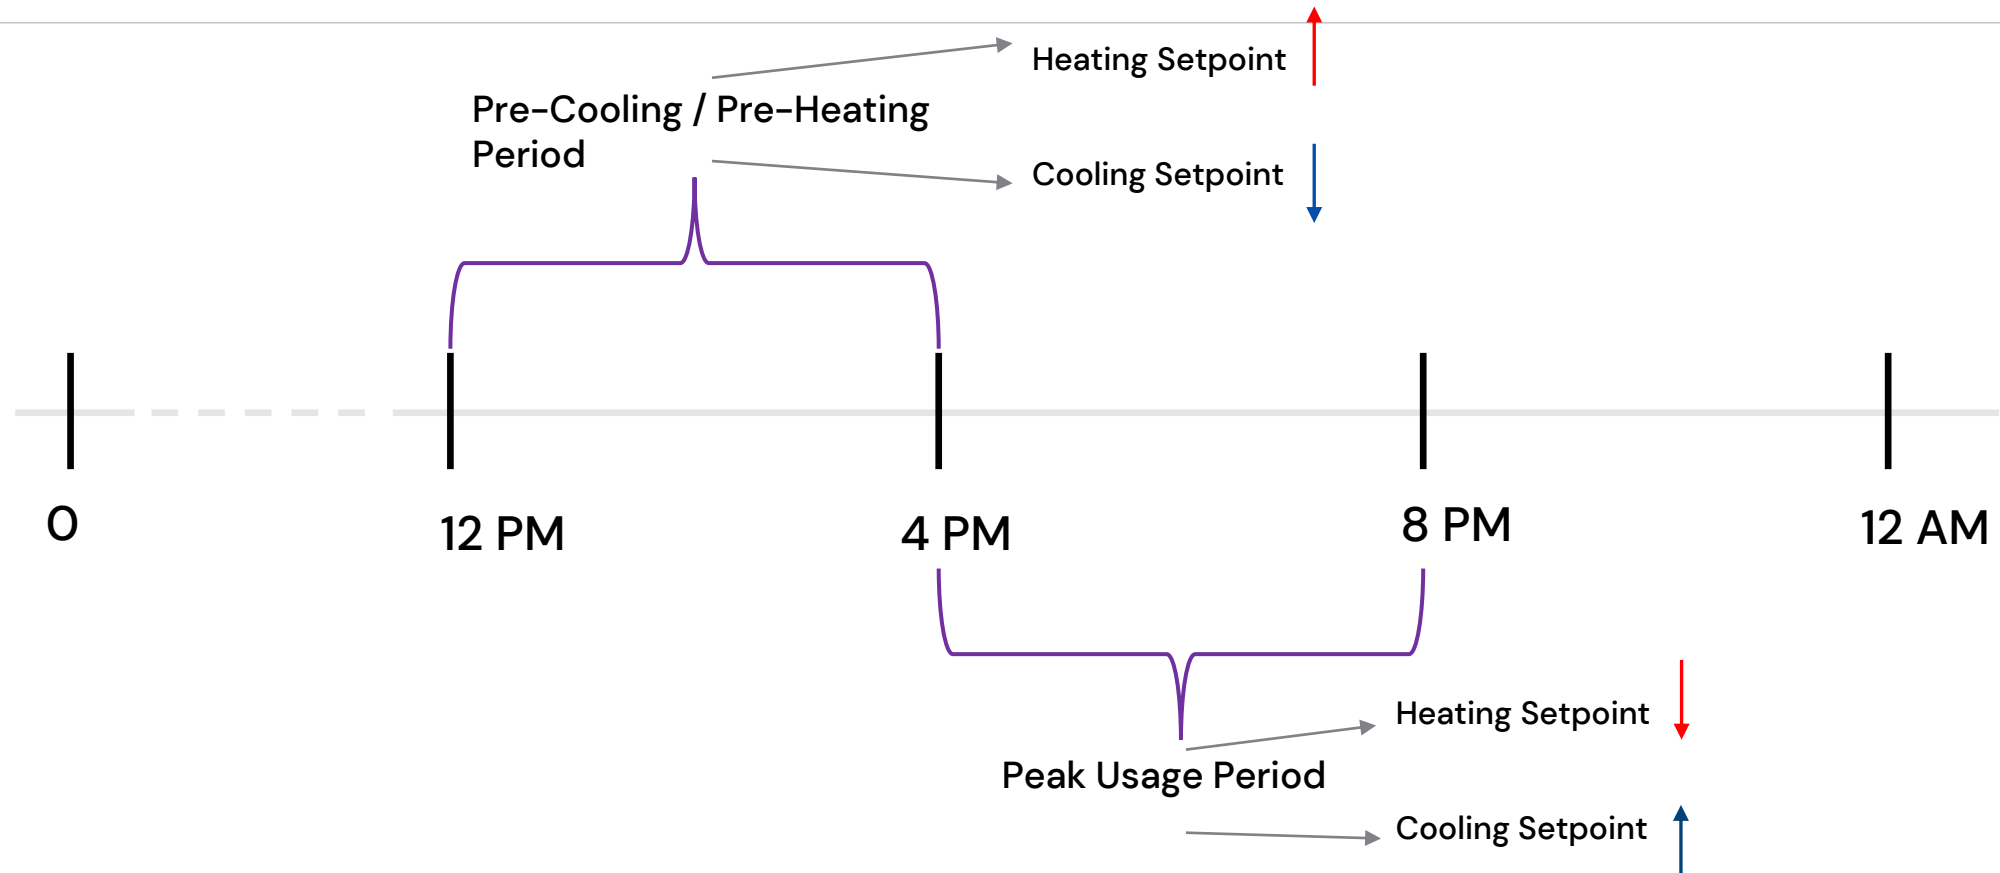 Heating Setpoint
Pre-Cooling / Pre-Heating
Period
Cooling Setpoint
0
12 PM
4 PM
8 PM
12 AM
Heating Setpoint
Peak Usage Period
Cooling Setpoint